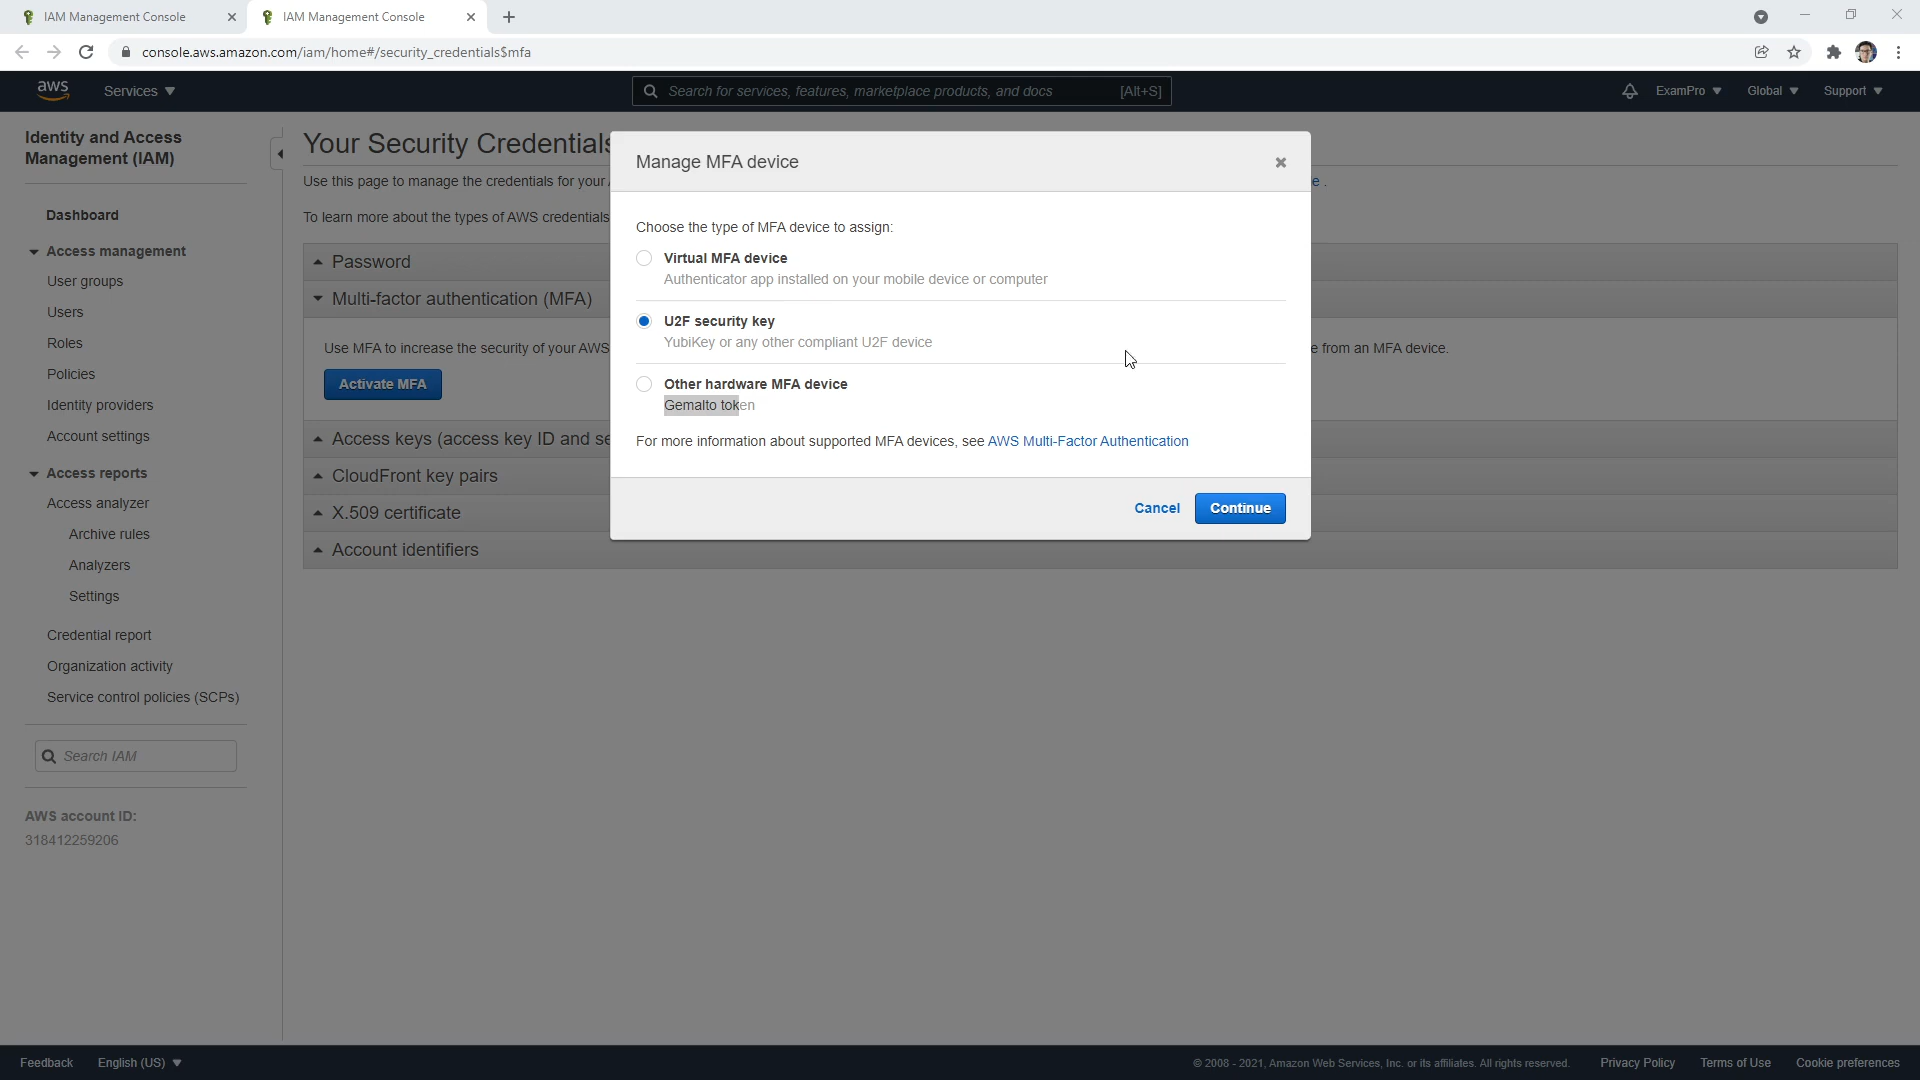 IAM Management Console
IAM Management Console
console.aws.amazon.com/iam/home#/security_credentials$mfa
aws
Services
Search for services, features, marketplace products, and docs
[Alt+S]
ExamPro
Global
Support
Identity and Access
Management (IAM)
Dashboard
Access management
User groups
Users
Roles
Policies
Identity providers
Account settings
Access reports
Access analyzer
Archive rules
Analyzers
Settings
Credential report
Organization activity
Service control policies (SCPs)
Search IAM
AWS account ID:
318412259206
Your Security Credentials
Use this page to manage the credentials for your
e .
To learn more about the types of AWS credentials
Password
Multi-factor authentication (MFA)
Use MFA to increase the security of your AWS
e from an MFA device.
Activate MFA
Access keys (access key ID and se
CloudFront key pairs
X.509 certificate
Account identifiers
Manage MFA device
Choose the type of MFA device to assign:
Virtual MFA device
Authenticator app installed on your mobile device or computer
U2F security key
YubiKey or any other compliant U2F device
Other hardware MFA device
Gemalto token
For more information about supported MFA devices, see AWS Multi-Factor Authentication
Cancel
Continue
Feedback
English (US)
© 2008 - 2021, Amazon Web Services, Inc. or its affiliates. All rights reserved.
Privacy Policy
Terms of Use
Cookie preferences